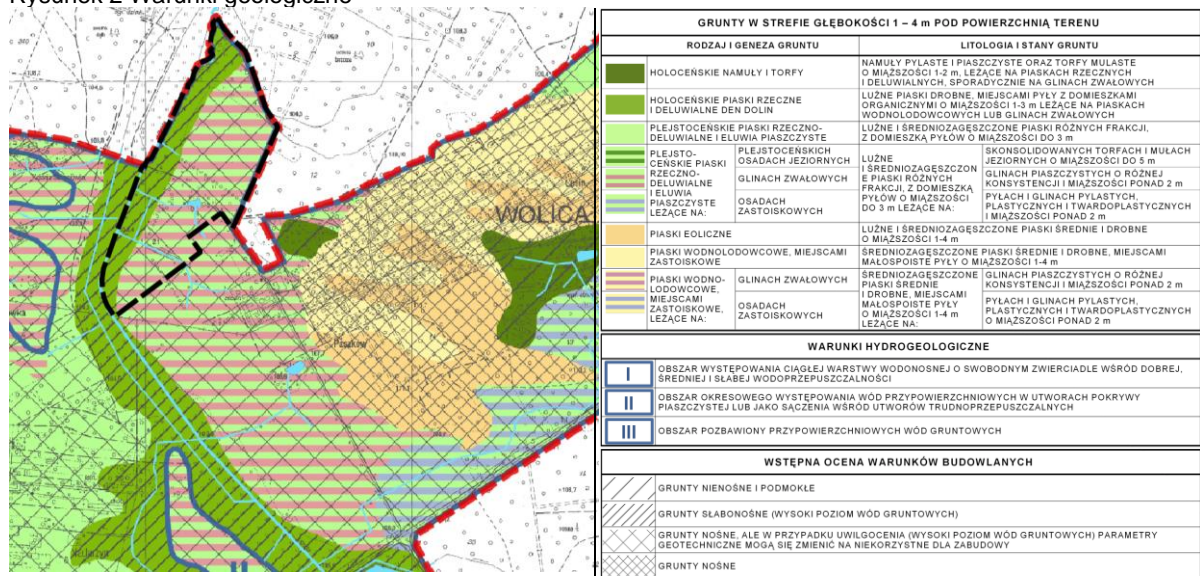 Rysunek 2 Warunki geologiczne
WOLICA
II
GRUNTY W STREFIE GŁĘBOKOŚCI 1 – 4 m POD POWIERZCHNIĄ TERENU
RODZAJ I GENEZA GRUNTU
LITOLOGIA I STANY GRUNTU
HOLOCEŃSKIE NAMUŁY I TORFY
NAMUŁY PYLASTE I PIASZCZYSTE ORAZ TORFY MULASTE
O MIĄŻSZOŚCI 1-2 m, LEŻĄCE NA PIASKACH RZECZNYCH
I DELUWIALNYCH, SPORADYCZNIE NA GLINACH ZWAŁOWYCH
HOLOCEŃSKIE PIASKI RZECZNE
I DELUWIALNE DEN DOLIN
LUŹNE PIASKI DROBNE, MIEJSCAMI PYŁY Z DOMIESZKAMI
ORGANICZNYMI O MIĄŻSZOŚCI 1-3 m LEŻĄCE NA PIASKACH
WODNOLODOWCOWYCH LUB GLINACH ZWAŁOWYCH
PLEJSTOCEŃSKIE PIASKI RZECZNO-
DELUWIALNE I ELUWIA PIASZCZYSTE
LUŹNE I ŚREDNIOZAGĘSZCZONE PIASKI RÓŻNYCH FRAKCJI,
Z DOMIESZKĄ PYŁÓW O MIĄŻSZOŚCI DO 3 m
PLEJSTO-
CEŃSKIE PIASKI
RZECZNO-
DELUWIALNE
I ELUWIA
PIASZCZYSTE
LEŻĄCE NA:
PLEJSTOCEŃSKICH
OSADACH JEZIORNYCH
GLINACH ZWAŁOWYCH
OSADACH
ZASTOISKOWYCH
LUŹNE
I ŚREDNIOZAGĘSZCZON
E PIASKI RÓŻNYCH
FRAKCJI, Z DOMIESZKĄ
PYŁÓW O MIĄŻSZOŚCI
DO 3 m LEŻĄCE NA:
SKONSOLIDOWANYCH TORFACH I MUŁACH
JEZIORNYCH O MIĄŻSZOŚCI DO 5 m
GLINACH PIASZCZYSTYCH O RÓŻNEJ
KONSYSTENCJI I MIĄŻSZOŚCI PONAD 2 m
PYŁACH I GLINACH PYLASTYCH,
PLASTYCZNYCH I TWARDOPLASTYCZNYCH
I MIĄŻSZOŚCI PONAD 2 m
PIASKI EOLICZNE
LUŹNE I ŚREDNIOZAGĘSZCZONE PIASKI ŚREDNIE I DROBNE
O MIĄŻSZOŚCI 1-4 m
PIASKI WODNOLODOWCOWE, MIEJSCAMI
ZASTOISKOWE
ŚREDNIOZAGĘSZCZONE PIASKI ŚREDNIE I DROBNE, MIEJSCAMI
MAŁOSPOISTE PYŁY O MIĄŻSZOŚCI 1-4 m
PIASKI WODNO-
LODOWCOWE,
MIEJSCAMI
ZASTOISKOWE,
LEŻĄCE NA:
GLINACH ZWAŁOWYCH
OSADACH
ZASTOISKOWYCH
ŚREDNIOZAGĘSZCZONE
PIASKI ŚREDNIE
I DROBNE, MIEJSCAMI
MAŁOSPOISTE PYŁY
O MIĄŻSZOŚCI 1-4 m
LEŻĄCE NA:
GLINACH PIASZCZYSTYCH O RÓŻNEJ
KONSYSTENCJI I MIĄŻSZOŚCI PONAD 2 m
PYŁACH I GLINACH PYLASTYCH,
PLASTYCZNYCH I TWARDOPLASTYCZNYCH
O MIĄŻSZOŚCI PONAD 2 m
WARUNKI HYDROGEOLOGICZNE
I
OBSZAR WYSTĘPOWANIA CIĄGŁEJ WARSTWY WODONOSNEJ O SWOBODNYM ZWIERCIADLE WŚRÓD DOBREJ,
ŚREDNIEJ I SŁABEJ WODOPRZEPUSZCZALNOŚCI
II
OBSZAR OKRESOWEGO WYSTĘPOWANIA WÓD PRZYPOWIERZCHNIOWYCH W UTWORACH POKRYWY
PIASZCZYSTEJ LUB JAKO SĄCZENIA WŚRÓD UTWORÓW TRUDNOPRZEPUSZCZALNYCH
III
OBSZAR POZBAWIONY PRZYPOWIERZCHNIOWYCH WÓD GRUNTOWYCH
WSTĘPNA OCENA WARUNKÓW BUDOWLANYCH
GRUNTY NIENOŚNE I PODMOKŁE
GRUNTY SŁABONOŚNE (WYSOKI POZIOM WÓD GRUNTOWYCH)
GRUNTY NOŚNE, ALE W PRZYPADKU UWILGOCENIA (WYSOKI POZIOM WÓD GRUNTOWYCH) PARAMETRY
GEOTECHNICZNE MOGĄ SIĘ ZMIENIĆ NA NIEKORZYSTNE DLA ZABUDOWY
GRUNTY NOŚNE